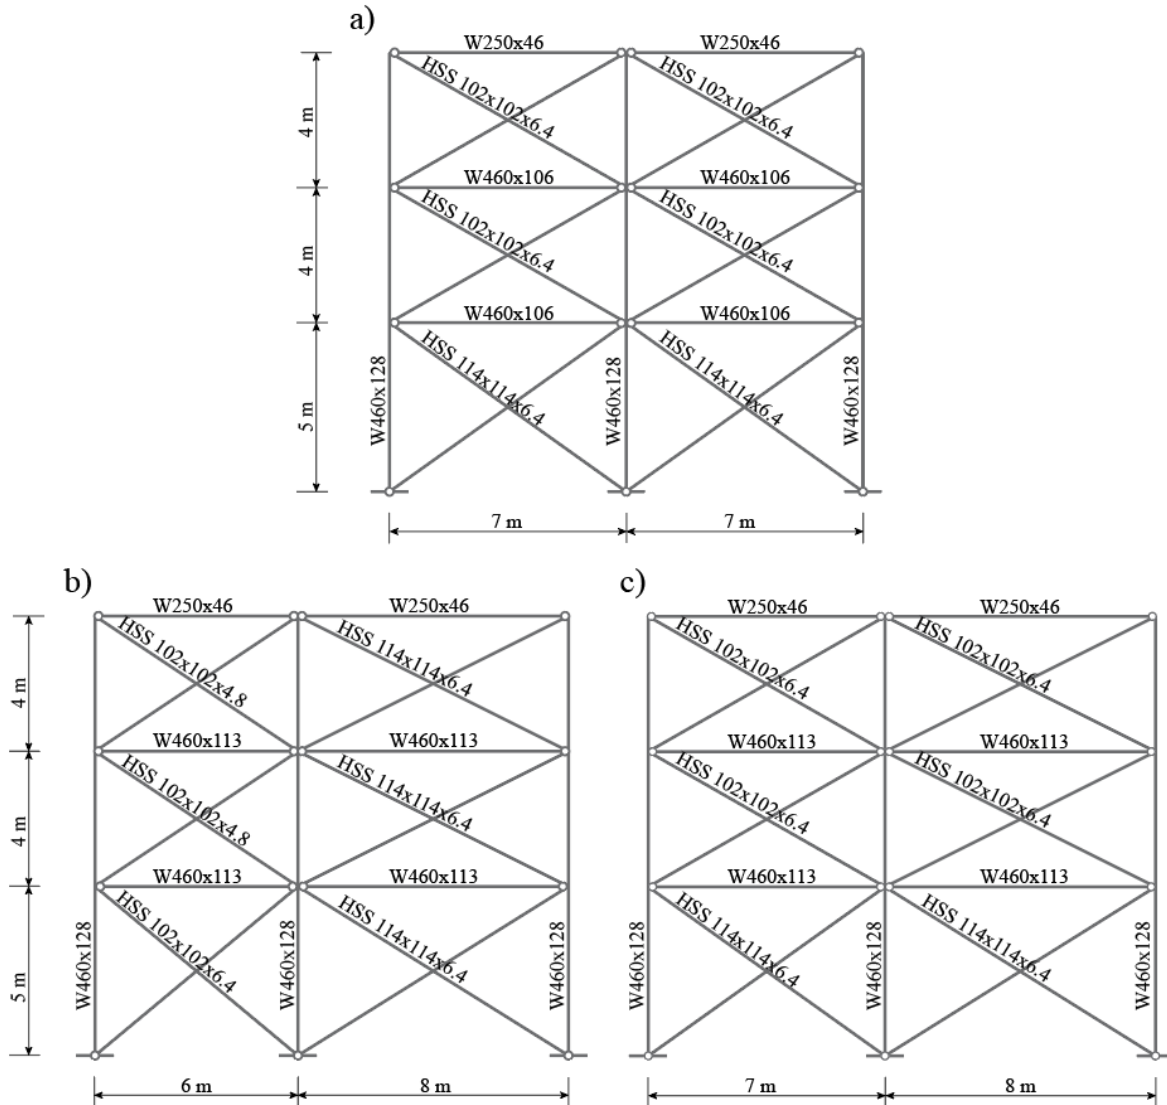 a)
W250x46 W250x46
HSS 102x102x6.4 HSS 102x102x6.4
4 m
W460x106 W460x106
HSS 102x102x6.4 HSS 102x102x6.4
4 m
W460x106 W460x106
HSS 114x114x6.4 HSS 114x114x6.4
W460x128 W460x128 W460x128
5 m
7 m 7 m
b)
W250x46 W250x46
HSS 102x102x4.8 HSS 114x114x6.4
4 m
W460x113 W460x113
HSS 102x102x4.8 HSS 114x114x6.4
4 m
W460x113 W460x113
HSS 102x102x6.4 HSS 114x114x6.4
W460x128 W460x128 W460x128
5 m
6 m 8 m
c)
W250x46 W250x46
HSS 102x102x6.4 HSS 102x102x6.4
W460x113 W460x113
HSS 102x102x6.4 HSS 102x102x6.4
W460x113 W460x113
HSS 114x114x6.4 HSS 114x114x6.4
W460x128 W460x128 W460x128
7 m 8 m